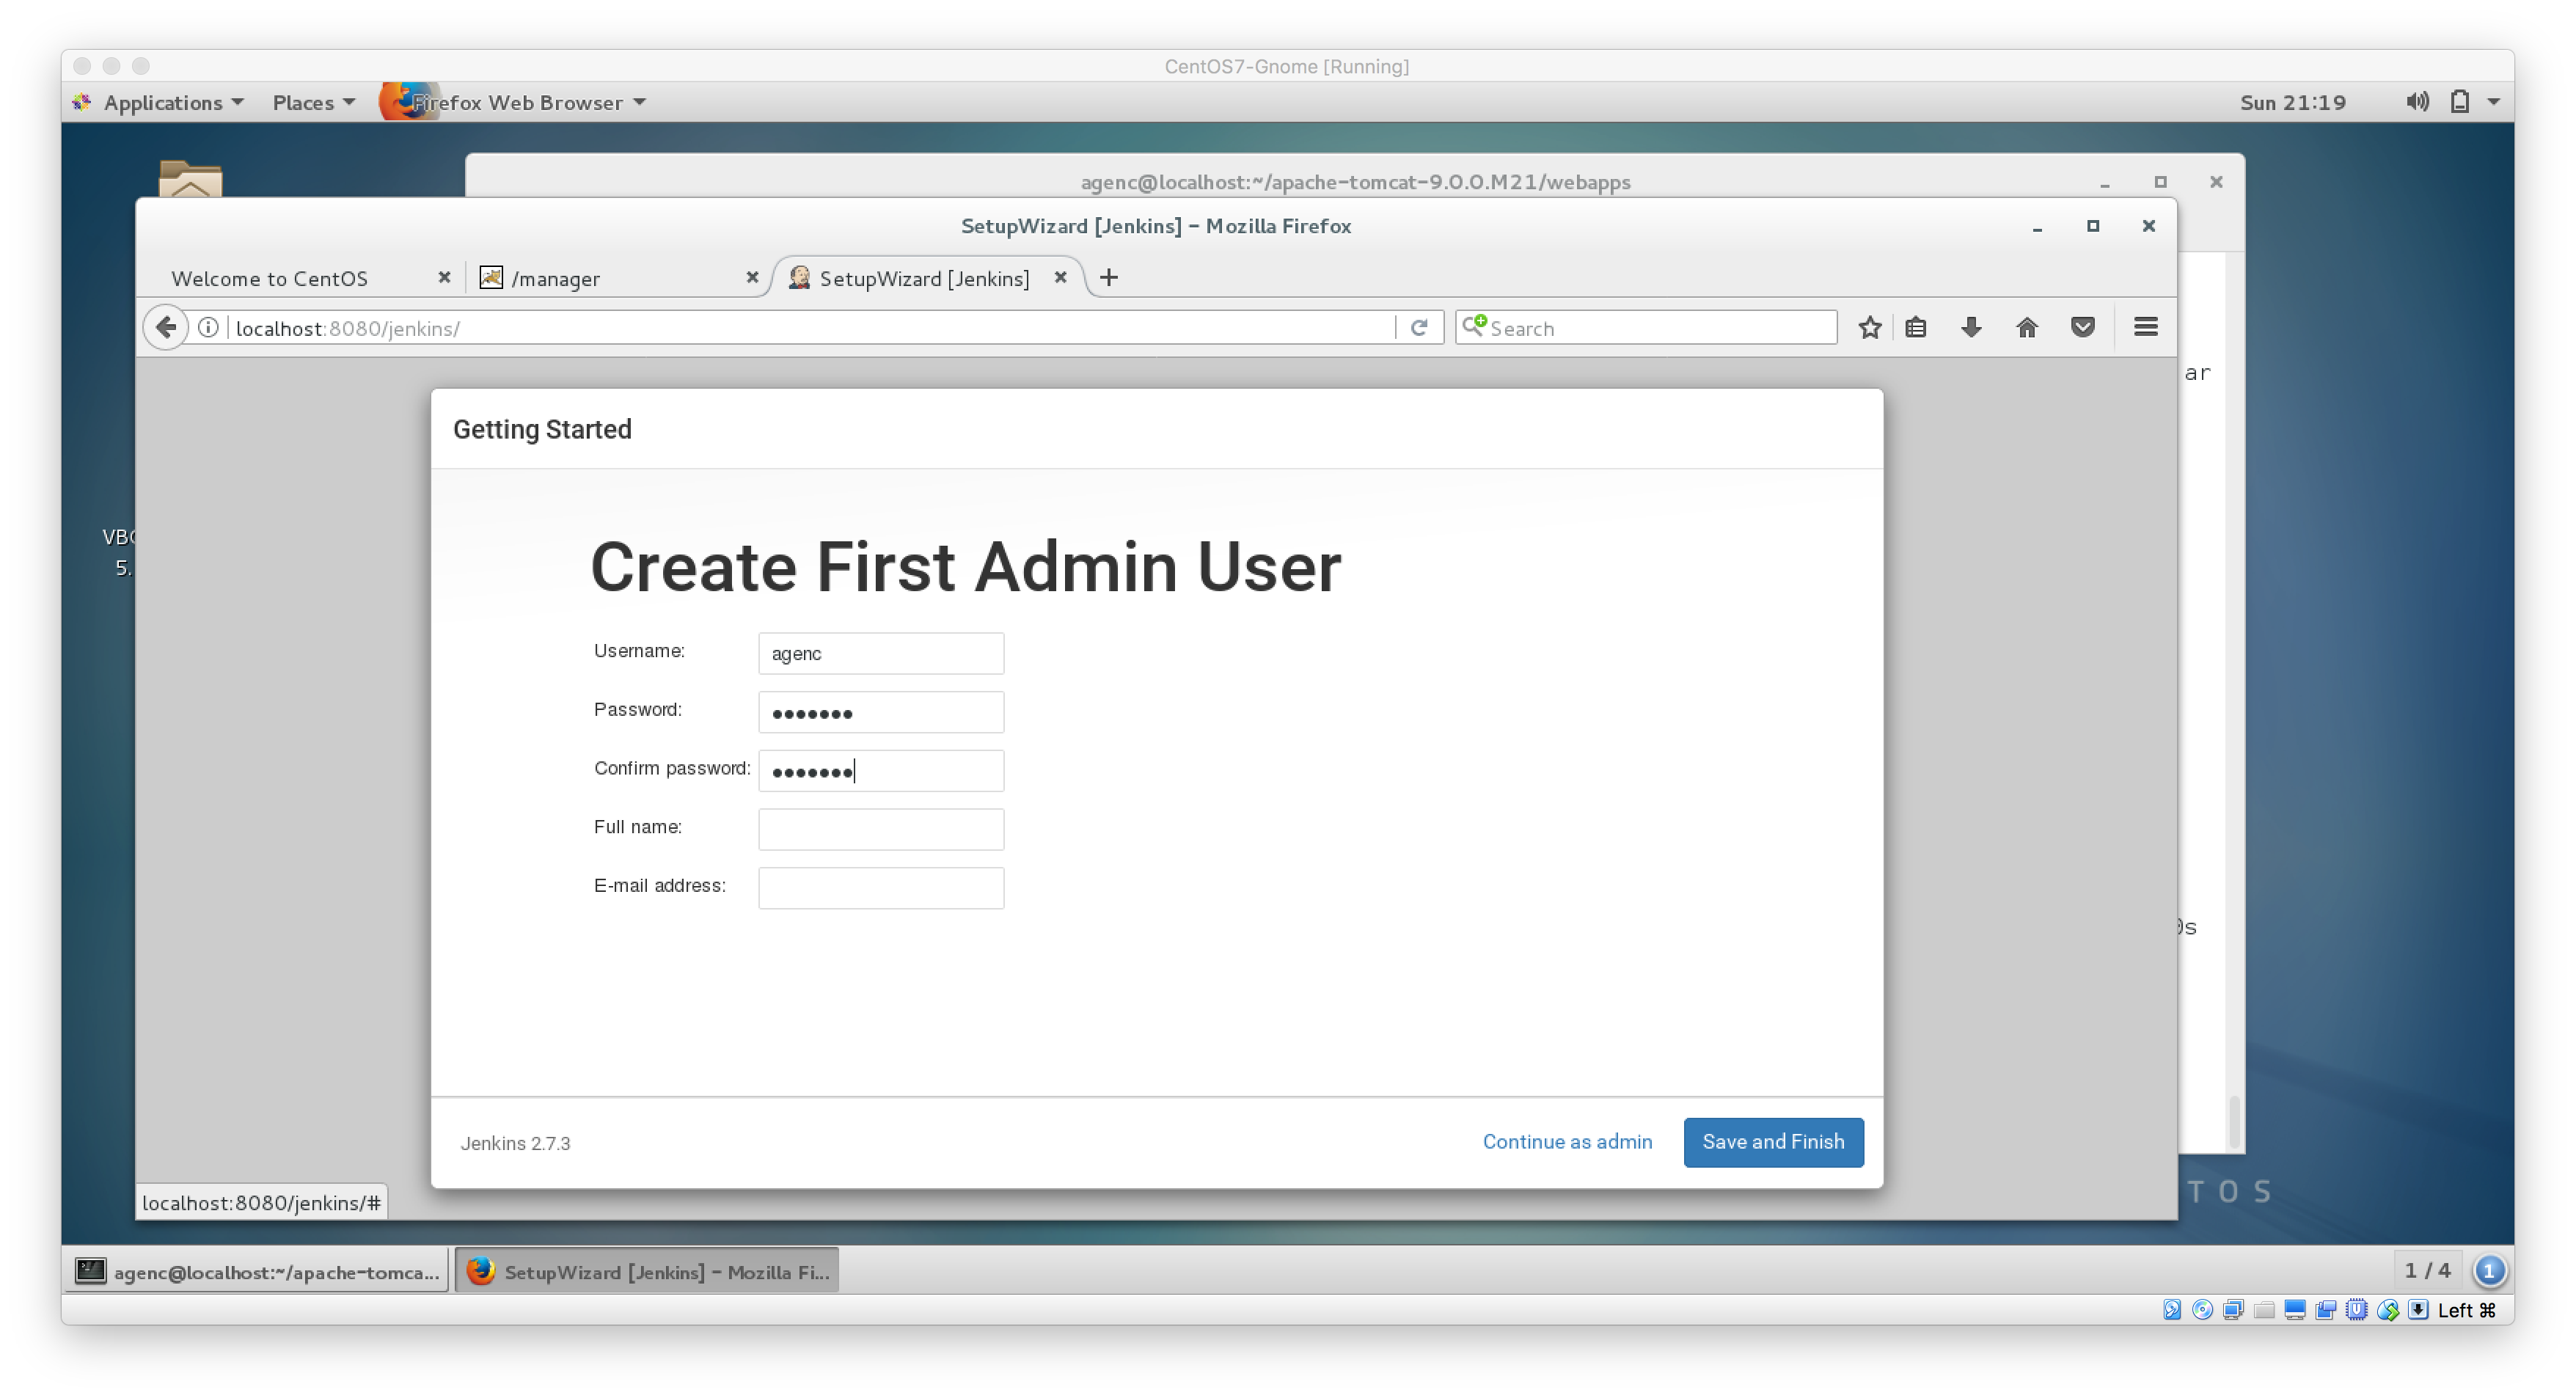 CentOS7-Gnome [Running]
Applications Places Firefox Web Browser Sun 21:19
agenc@localhost:~/apache-tomcat-9.0.0.M21/webapps
SetupWizard [Jenkins] - Mozilla Firefox
Welcome to CentOS /manager SetupWizard [Jenkins]
localhost:8080/jenkins/ Search
ar
Getting Started
Create First Admin User
VBO
5.
Username: agenc
Password: •••••••
Confirm password: •••••••
Full name:
E-mail address:
0s
Jenkins 2.7.3 Continue as admin Save and Finish
localhost:8080/jenkins/#
TOS
agenc@localhost:~/apache-tomca... SetupWizard [Jenkins] - Mozilla Fi... 1 / 4 1
Left ⌘